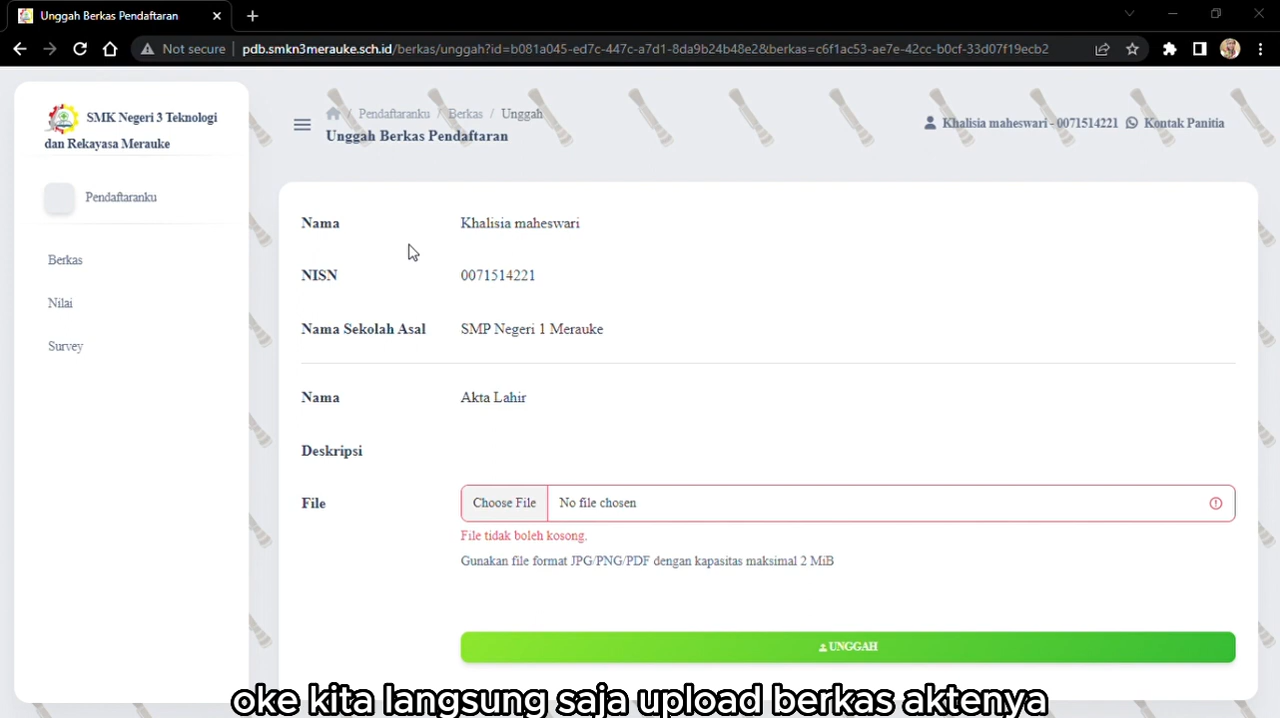 Unggah Berkas Pendaftaran
Not secure
pdb.smkn3merauke.sch.id/berkas/unggah?id=b081a045-ed7c-447c-a7d1-8da9b24b48e2&berkas=c6f1ac53-ae7e-42cc-b0cf-33d07f19ecb2
SMK Negeri 3 Teknologi
dan Rekayasa Merauke
Pendaftaranku
Berkas
Nilai
Survey
/ Pendaftaranku / Berkas / Unggah
Unggah Berkas Pendaftaran
Khalisia maheswari - 0071514221 Kontak Panitia
Nama Khalisia maheswari
NISN 0071514221
Nama Sekolah Asal SMP Negeri 1 Merauke
Nama Akta Lahir
Deskripsi
File Choose File No file chosen
File tidak boleh kosong.
Gunakan file format JPG/PNG/PDF dengan kapasitas maksimal 2 MiB
UNGGAH
oke kita langsung saja upload berkas aktenya